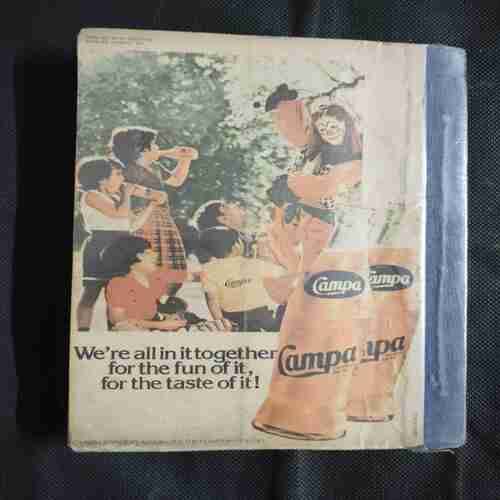 Campa
Campa
Campa
We're all in it together
for the fun of it,
for the taste of it!
Campa
mpa